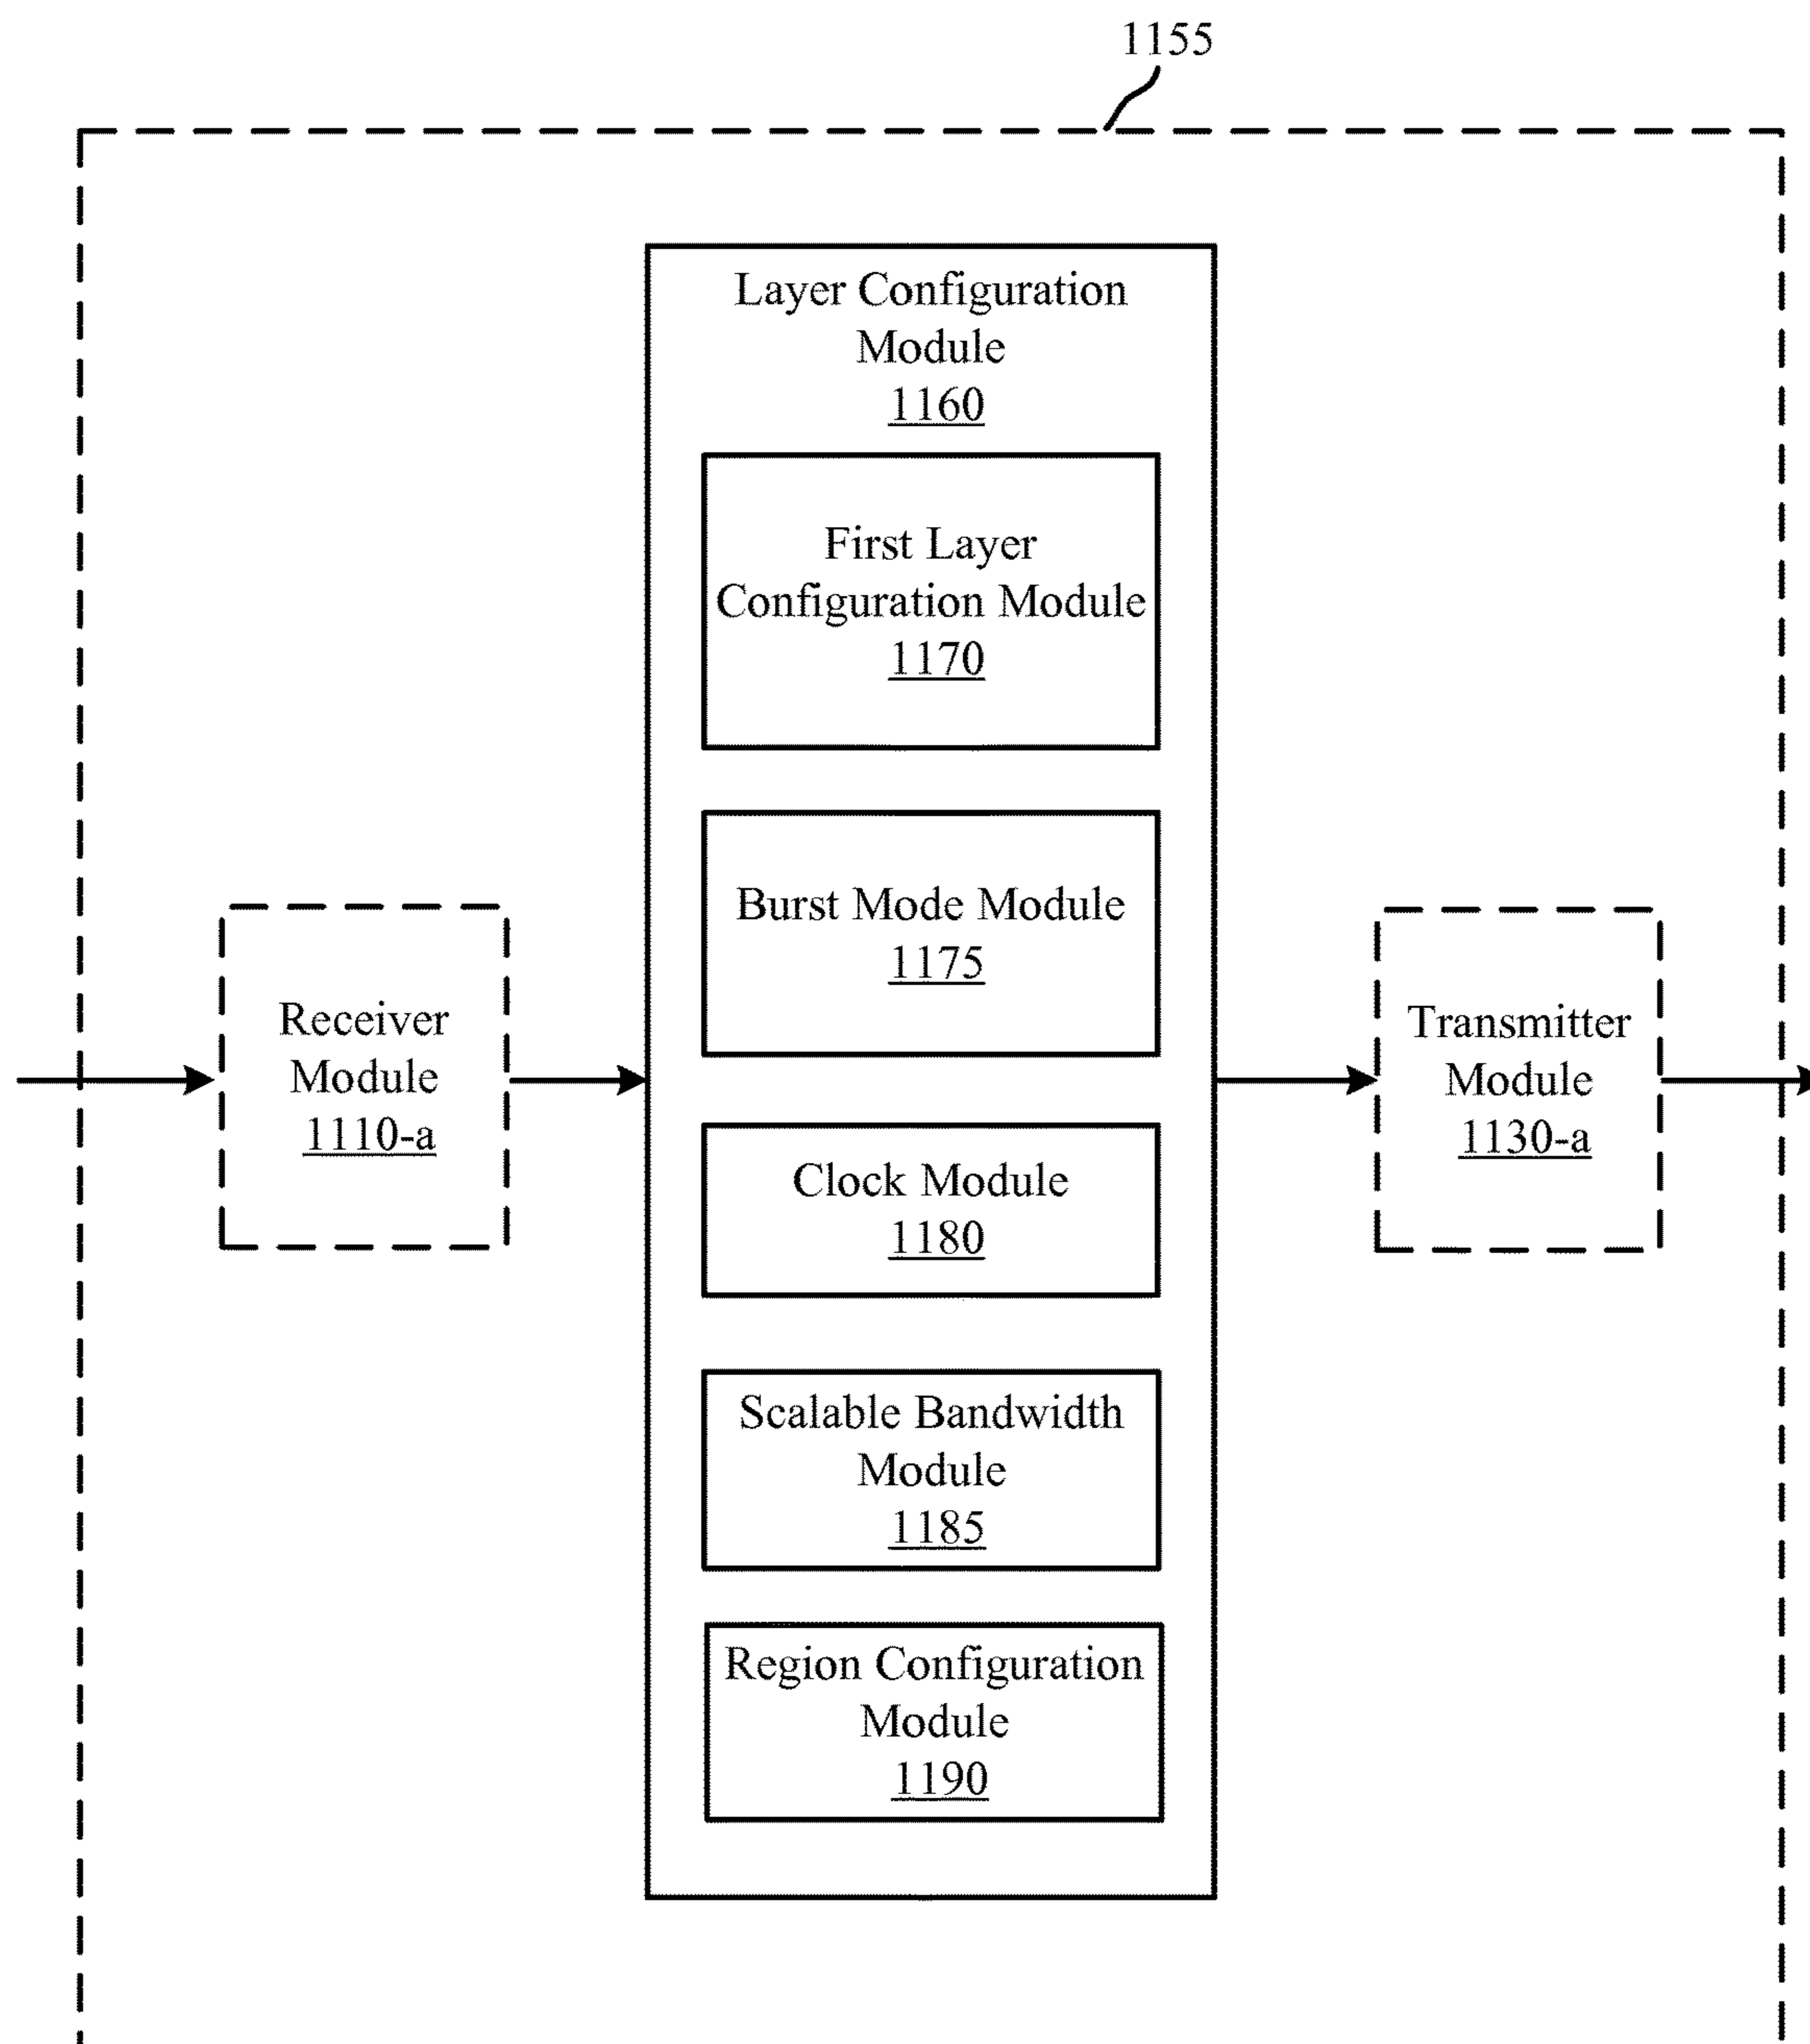 1155
Layer Configuration
Module
1160
First Layer
Configuration Module
1170
Burst Mode Module
1175
Receiver
Module
1110-a
Transmitter
Module
1130-a
Clock Module
1180
Scalable Bandwidth
Module
1185
Region Configuration
Module
1190